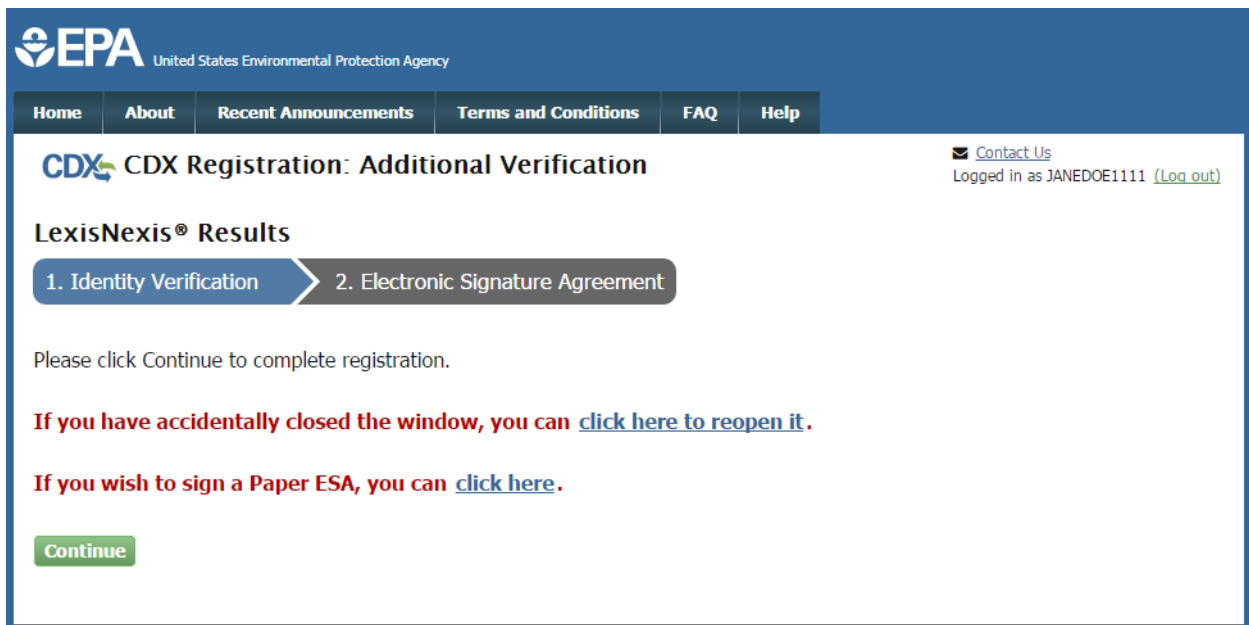 EPA United States Environmental Protection Agency
Home About Recent Announcements Terms and Conditions FAQ Help
CDX CDX Registration: Additional Verification
Contact Us
Logged in as JANEDOE1111 (Log out)
LexisNexis® Results
1. Identity Verification 2. Electronic Signature Agreement
Please click Continue to complete registration.
If you have accidentally closed the window, you can click here to reopen it.
If you wish to sign a Paper ESA, you can click here.
Continue